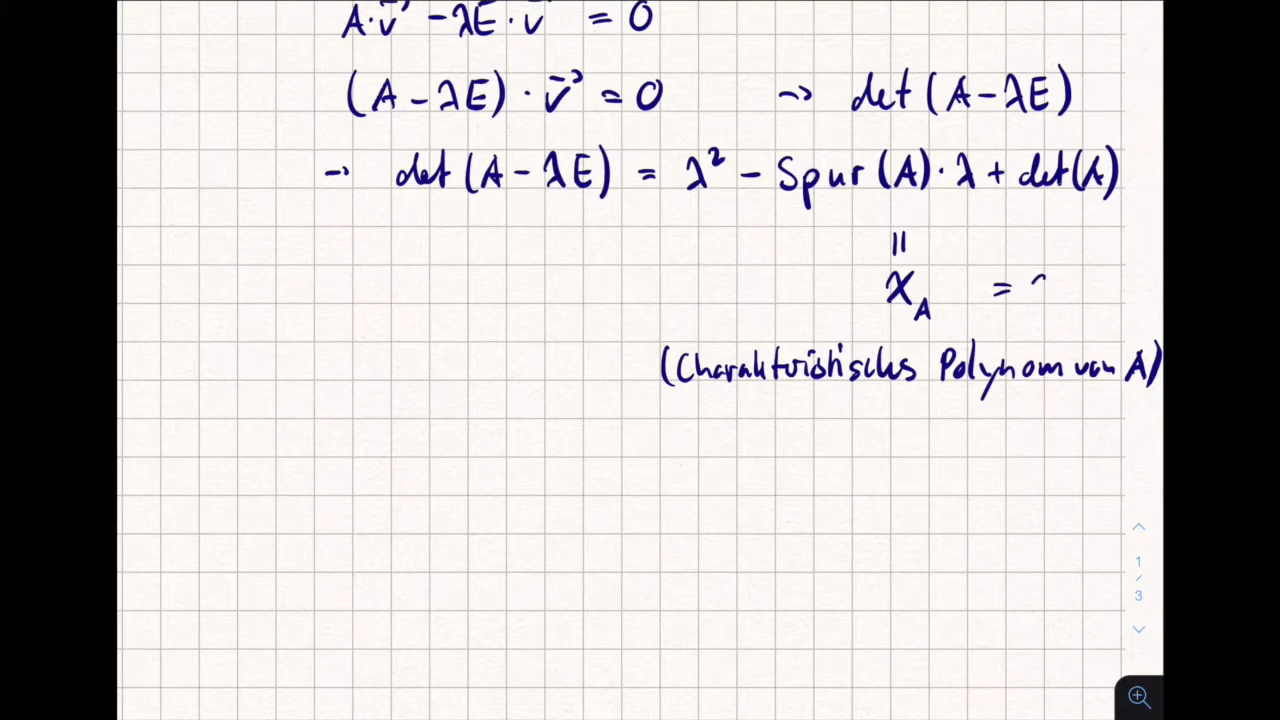 A · v⃗ - λE · v⃗ = 0
(A - λE) · v⃗ = 0 → det (A - λE)
→ det (A - λE) = λ² - Spur (A) · λ + det(A)
||
χ_A =
(Charakteristisches Polynom von A)
1
/
3